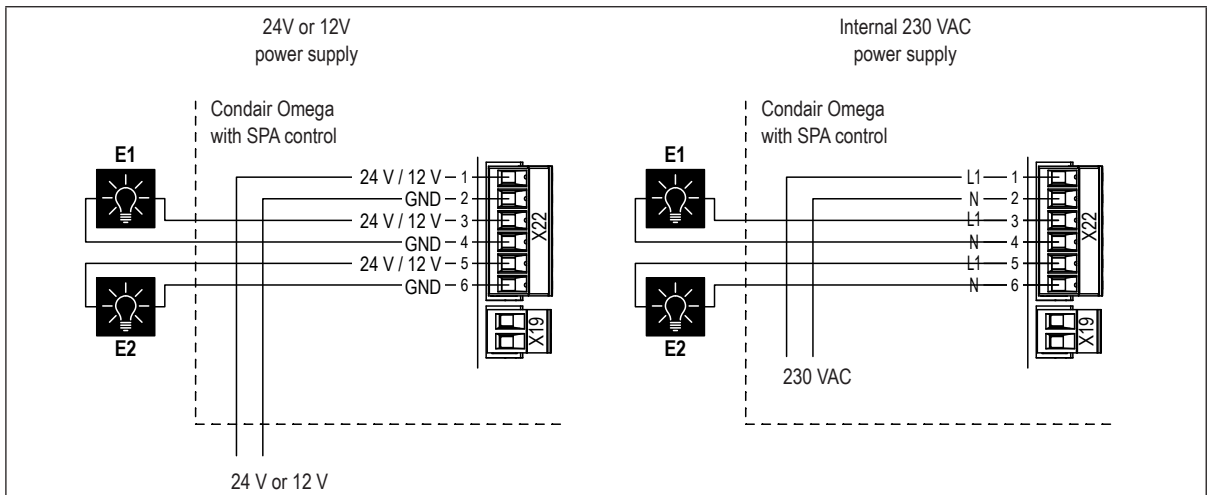 24V or 12V
power supply
Condair Omega
with SPA control
E1
24 V / 12 V 1
GND 2
24 V / 12 V 3
GND 4
24 V / 12 V 5
GND 6
X22
X19
E2
24 V or 12 V
Internal 230 VAC
power supply
Condair Omega
with SPA control
E1
L1 1
N 2
L1 3
N 4
L1 5
N 6
X22
X19
E2
230 VAC